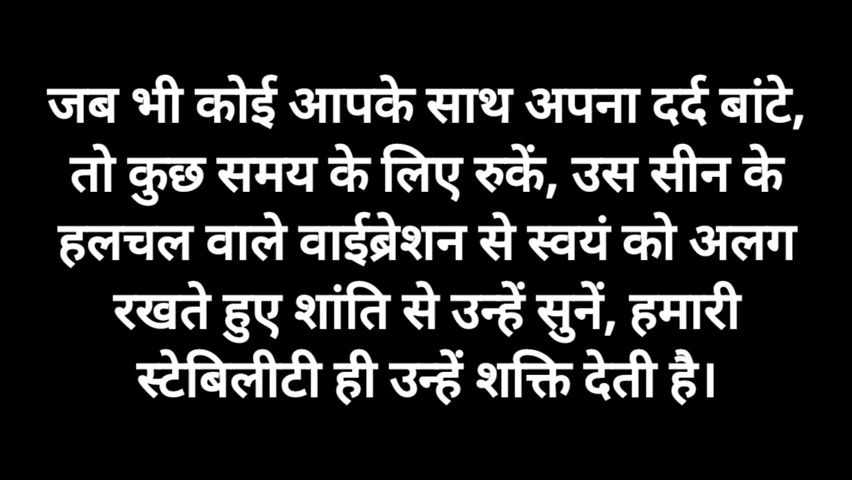 जब भी कोई आपके साथ अपना दर्द बांटे,
तो कुछ समय के लिए रुकें, उस सीन के
हलचल वाले वाईब्रेशन से स्वयं को अलग
रखते हुए शांति से उन्हें सुनें, हमारी
स्टेबिलीटी ही उन्हें शक्ति देती है।